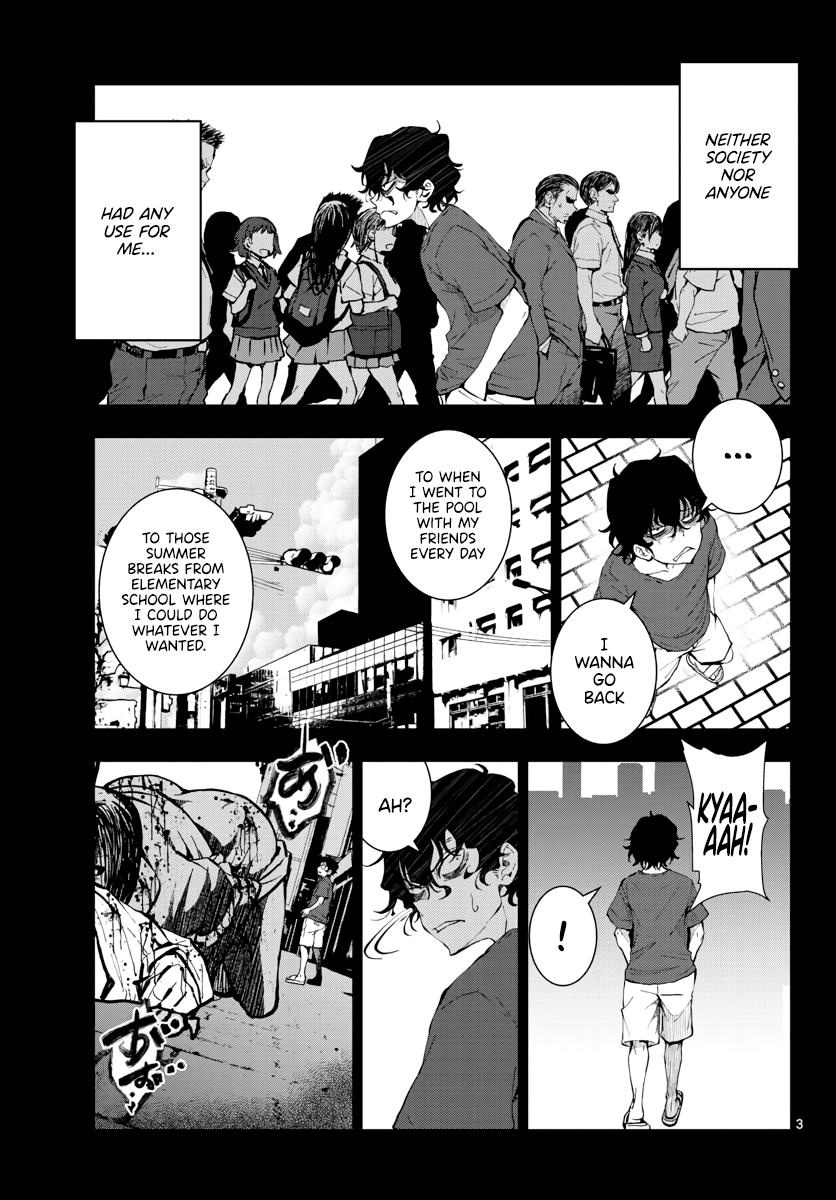 NEITHER
SOCIETY
NOR
ANYONE
HAD ANY
USE FOR
ME...
...
I
WANNA
GO
BACK
TO WHEN
I WENT TO
THE POOL
WITH MY
FRIENDS
EVERY DAY
TO THOSE
SUMMER
BREAKS FROM
ELEMENTARY
SCHOOL WHERE
I COULD DO
WHATEVER I
WANTED.
KYAA-
AAH!
!
AH?
3